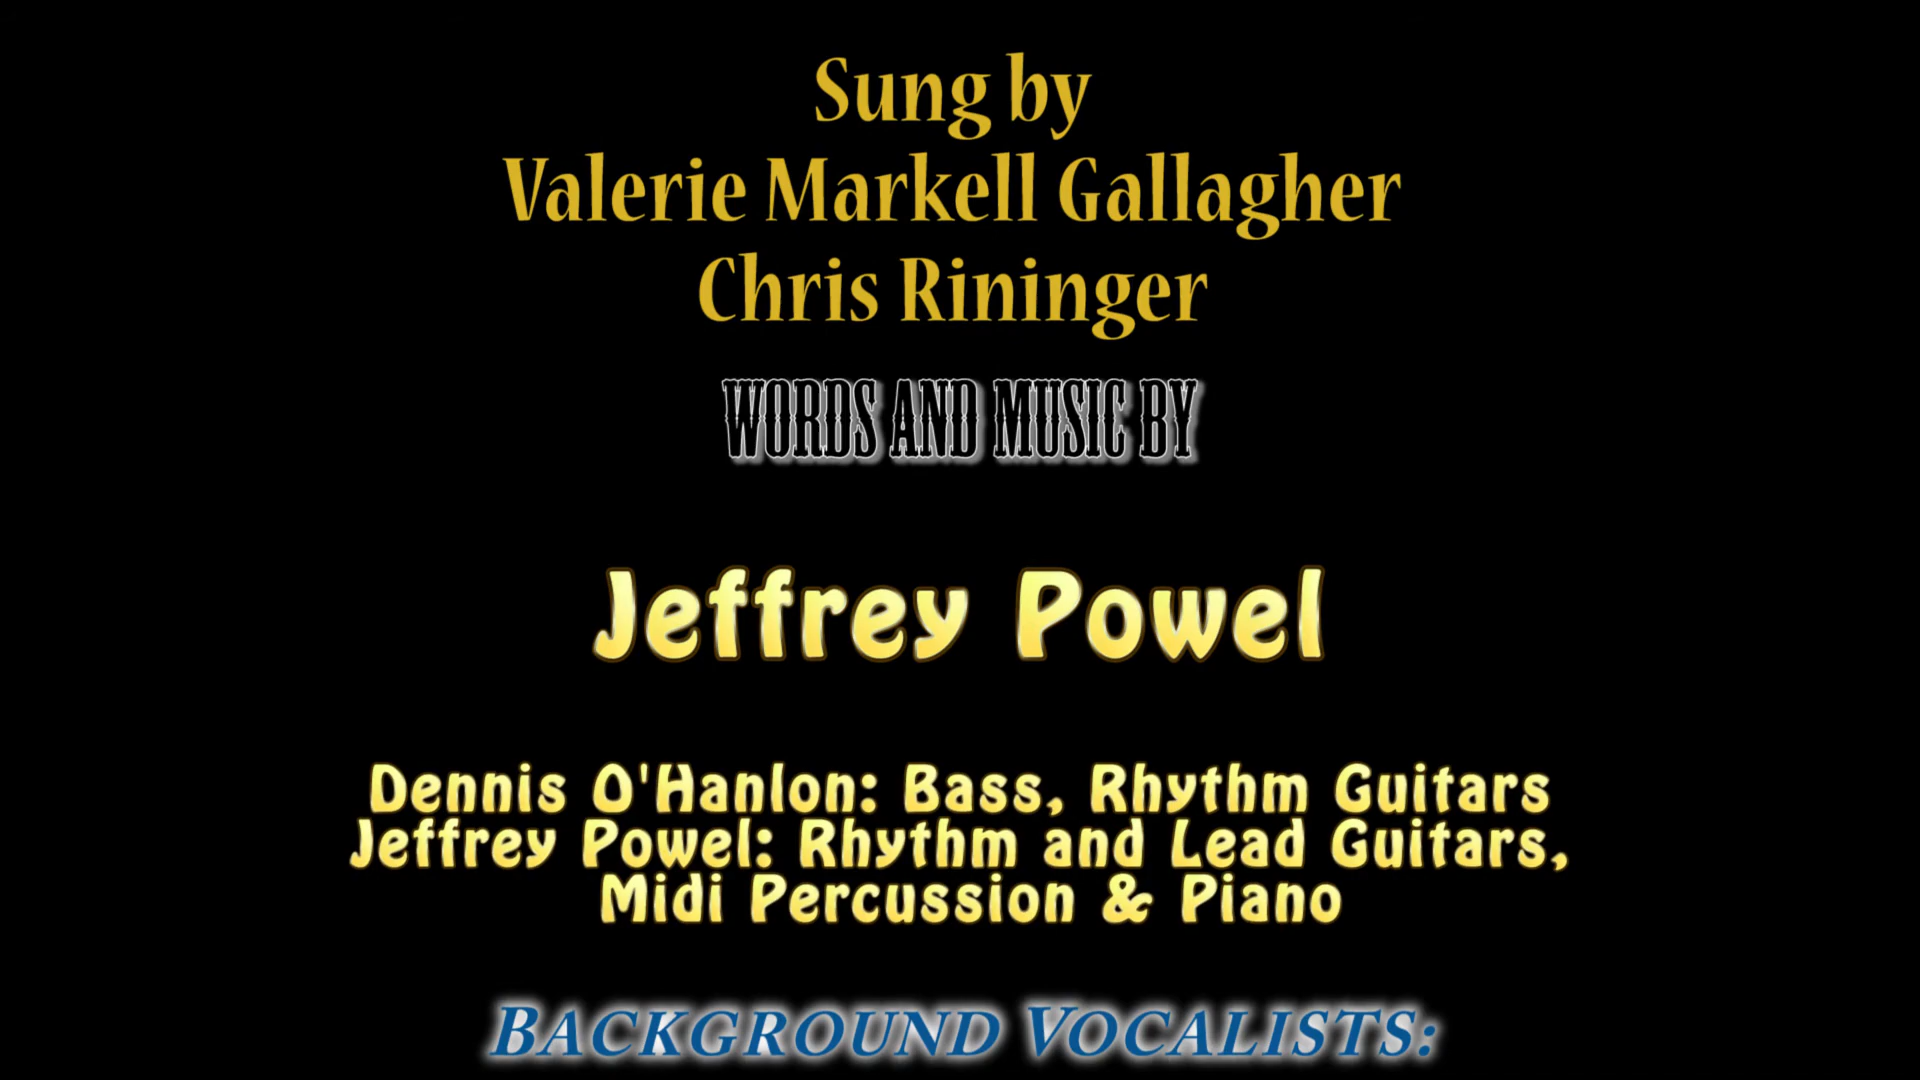 Sung by
Valerie Markell Gallagher
Chris Rininger
WORDS AND MUSIC BY
Jeffrey Powel
Dennis O'Hanlon: Bass, Rhythm Guitars
Jeffrey Powel: Rhythm and Lead Guitars,
Midi Percussion & Piano
BACKGROUND VOCALISTS: